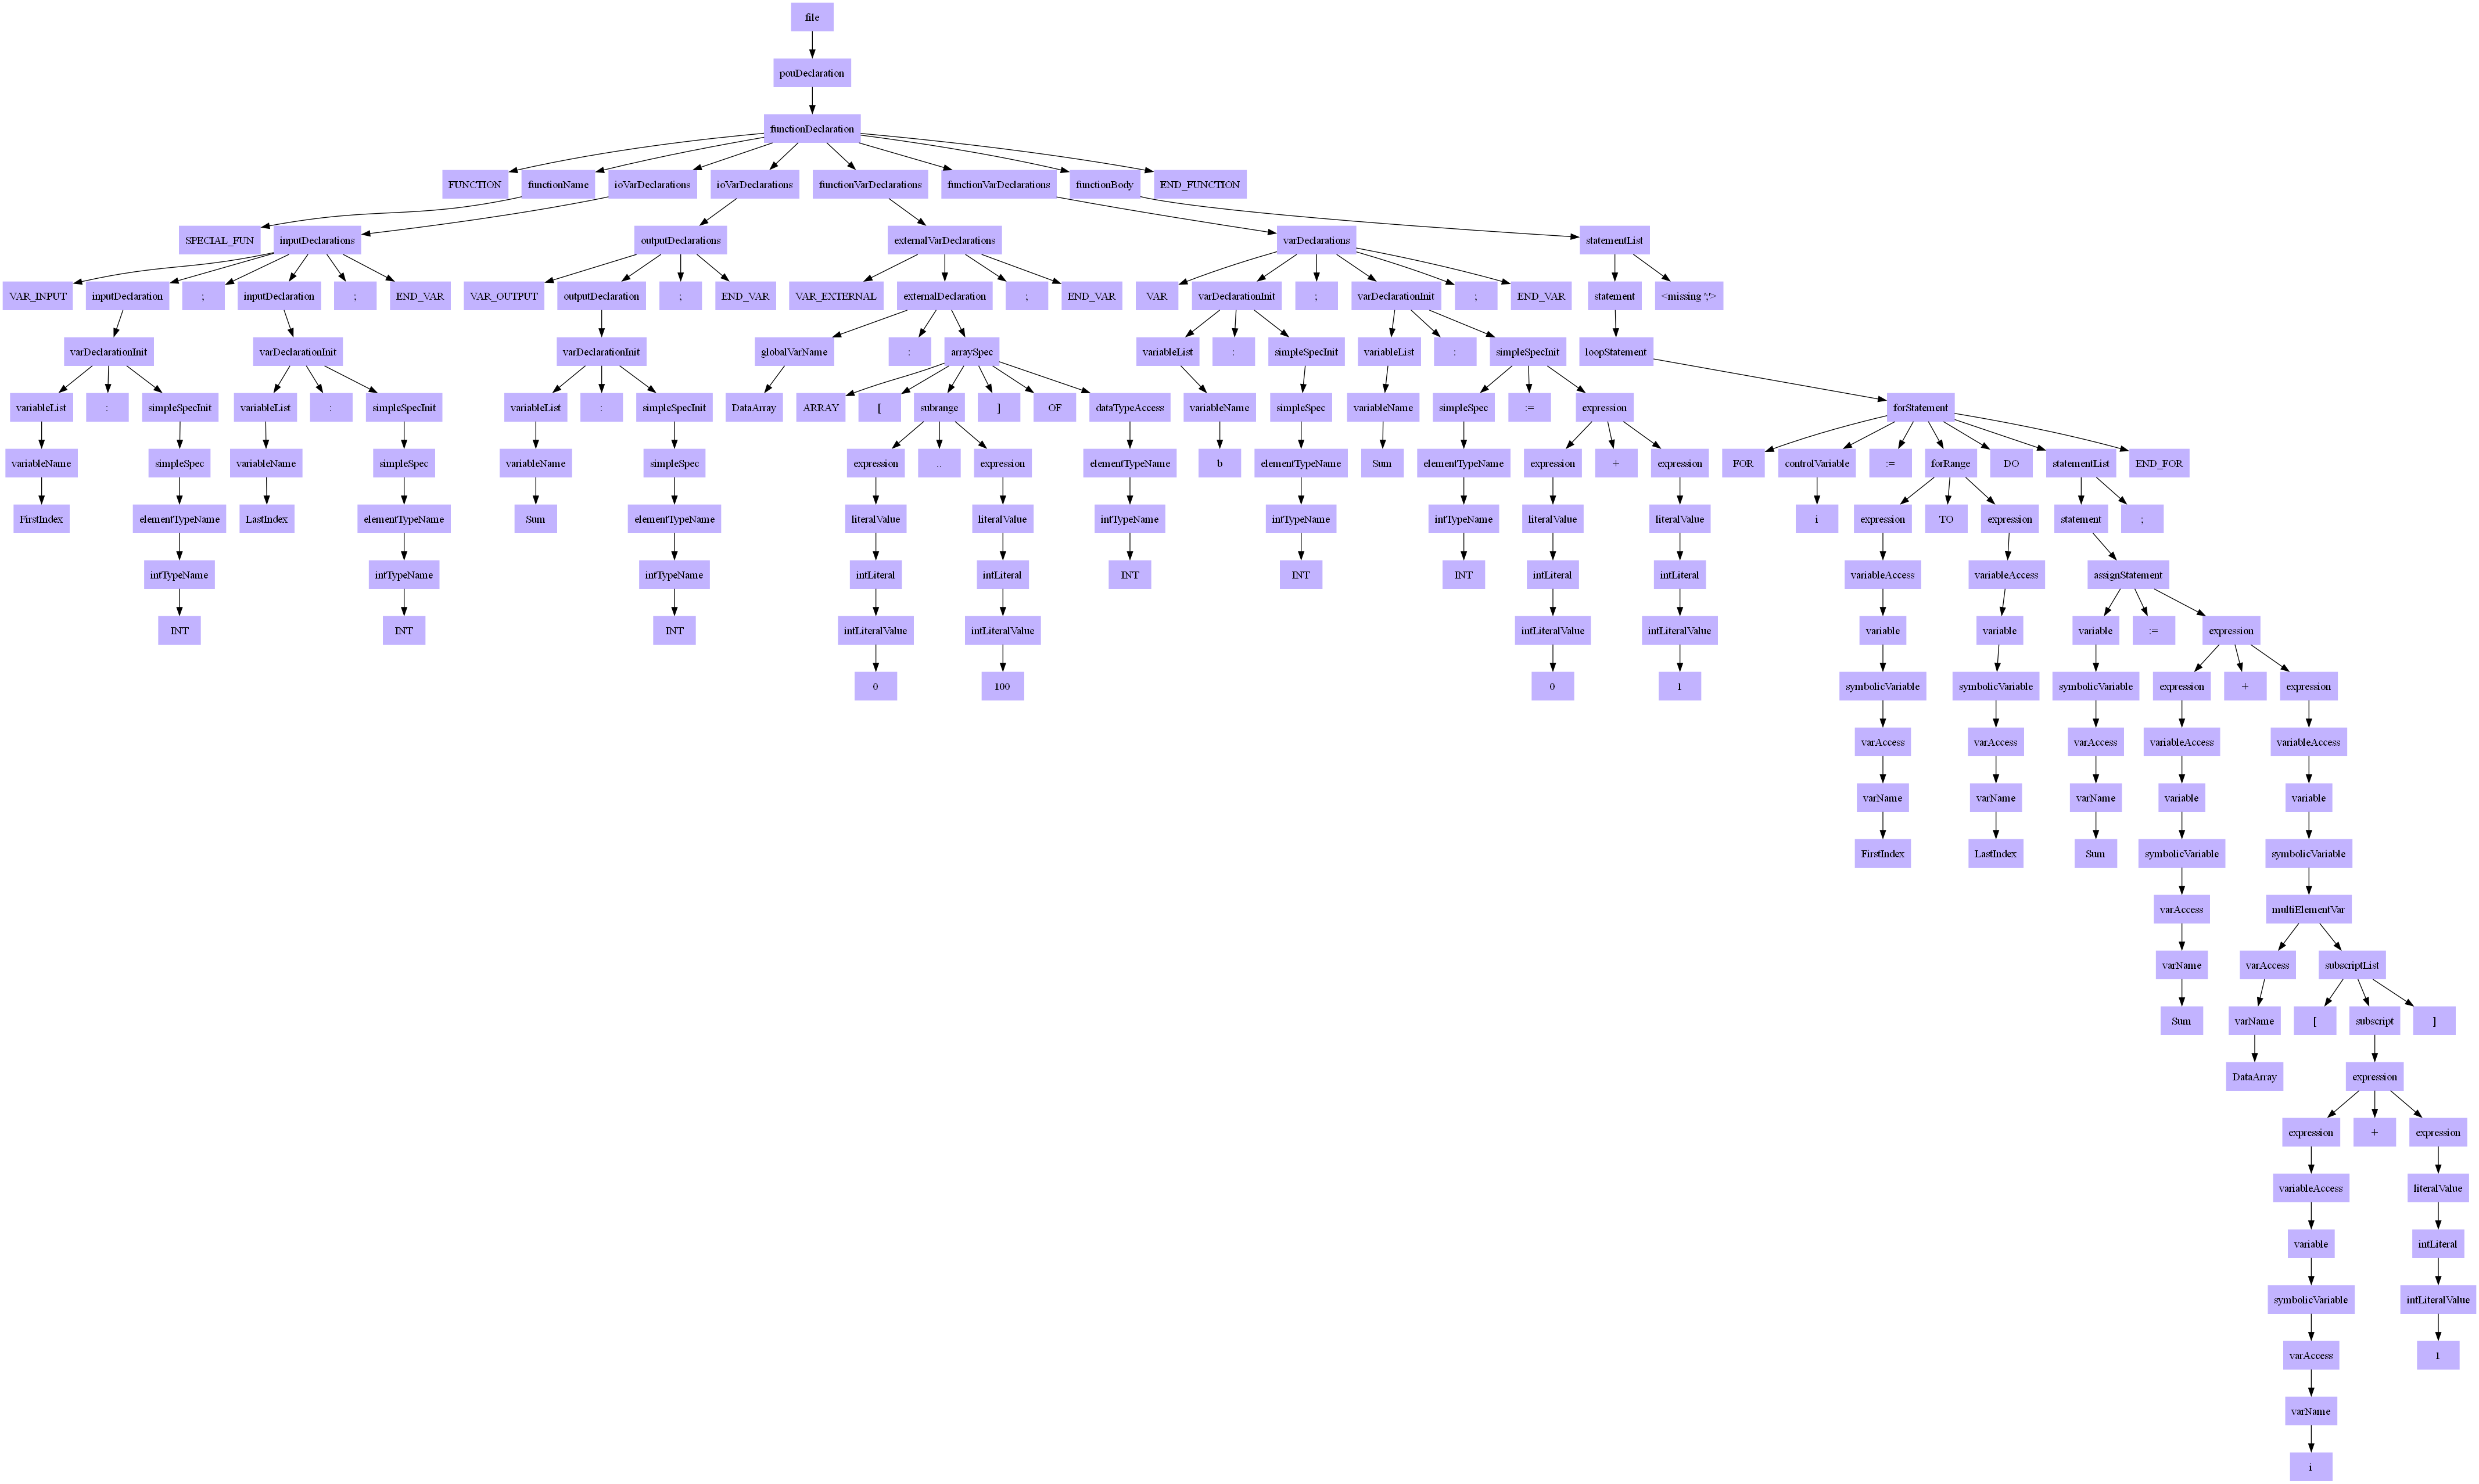 file
pouDeclaration
functionDeclaration
FUNCTION functionName ioVarDeclarations ioVarDeclarations functionVarDeclarations functionVarDeclarations functionBody END_FUNCTION
SPECIAL_FUN inputDeclarations outputDeclarations externalVarDeclarations varDeclarations statementList
VAR_INPUT inputDeclaration ; inputDeclaration ; END_VAR VAR_OUTPUT outputDeclaration ; END_VAR VAR_EXTERNAL externalDeclaration ; END_VAR VAR varDeclarationInit ; varDeclarationInit ; END_VAR statement <missing ';'>
varDeclarationInit varDeclarationInit varDeclarationInit globalVarName : arraySpec variableList : simpleSpecInit variableList : simpleSpecInit loopStatement
variableList : simpleSpecInit variableList : simpleSpecInit variableList : simpleSpecInit DataArray ARRAY [ subrange ] OF dataTypeAccess variableName simpleSpec variableName simpleSpec := expression forStatement
variableName simpleSpec variableName simpleSpec variableName simpleSpec expression .. expression elementTypeName b elementTypeName Sum elementTypeName expression + expression FOR controlVariable := forRange DO statementList END_FOR
FirstIndex elementTypeName LastIndex elementTypeName Sum elementTypeName literalValue literalValue intTypeName intTypeName intTypeName literalValue literalValue i expression TO expression statement ;
intTypeName intTypeName intTypeName intLiteral intLiteral INT INT INT intLiteral intLiteral variableAccess variableAccess assignStatement
INT INT INT intLiteralValue intLiteralValue intLiteralValue intLiteralValue variable variable variable := expression
0 100 0 1 symbolicVariable symbolicVariable symbolicVariable expression + expression
varAccess varAccess varAccess variableAccess variableAccess
varName varName varName variable variable
FirstIndex LastIndex Sum symbolicVariable symbolicVariable
varAccess multiElementVar
varName varAccess subscriptList
Sum varName [ subscript ]
DataArray expression
expression + expression
variableAccess literalValue
variable intLiteral
symbolicVariable intLiteralValue
varAccess 1
varName
i